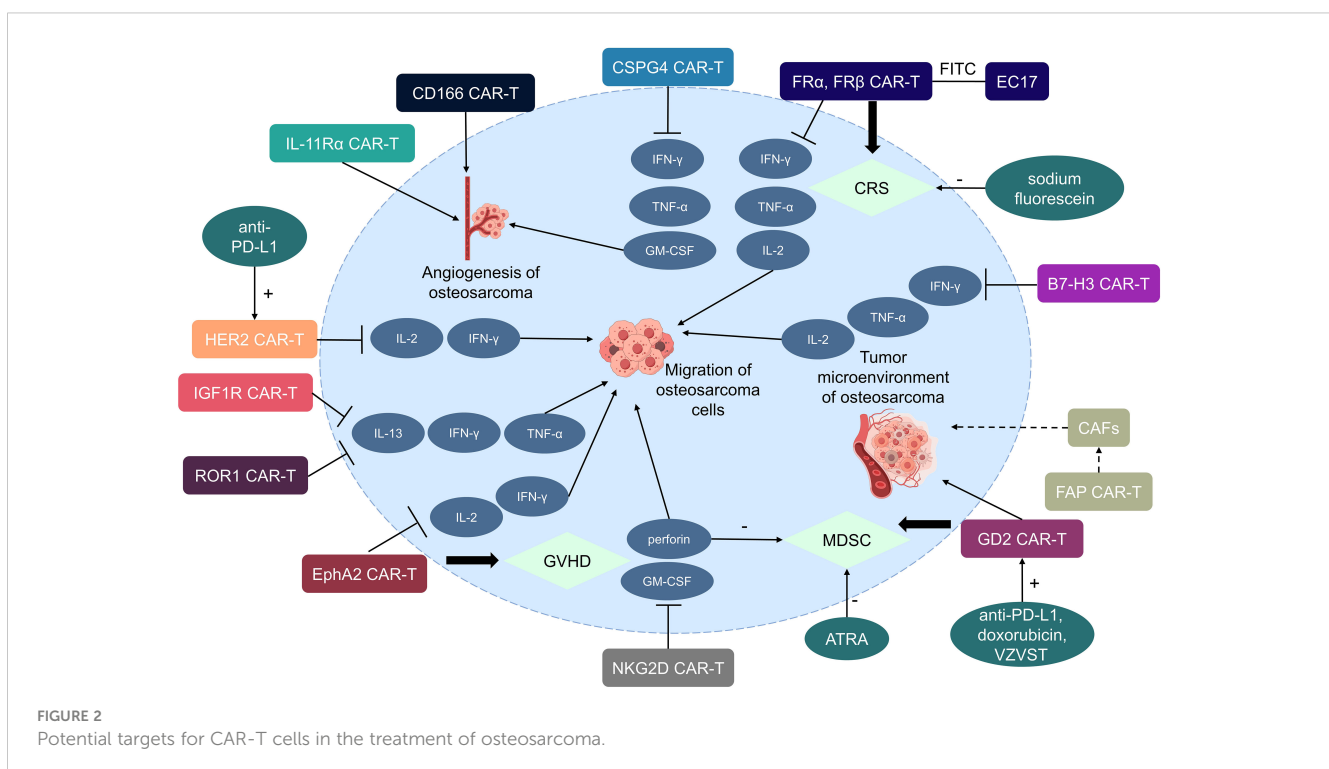 CSPG4 CAR-T
FRα, FRβ CAR-T
FITC
EC17
CD166 CAR-T
IL-11Rα CAR-T
IFN-γ
IFN-γ
CRS
-
sodium
fluorescein
anti-
PD-L1
TNF-α
TNF-α
GM-CSF
IL-2
Angiogenesis of
osteosarcoma
+
IFN-γ
B7-H3 CAR-T
TNF-α
HER2 CAR-T
IL-2
IFN-γ
IL-2
Migration of
osteosarcoma
cells
Tumor
microenvironment
of osteosarcoma
IGF1R CAR-T
IL-13
IFN-γ
TNF-α
CAFs
ROR1 CAR-T
FAP CAR-T
IL-2
IFN-γ
perforin
-
MDSC
GD2 CAR-T
EphA2 CAR-T
GVHD
GM-CSF
-
+
ATRA
anti-PD-L1,
doxorubicin,
VZVST
NKG2D CAR-T
FIGURE 2
Potential targets for CAR-T cells in the treatment of osteosarcoma.